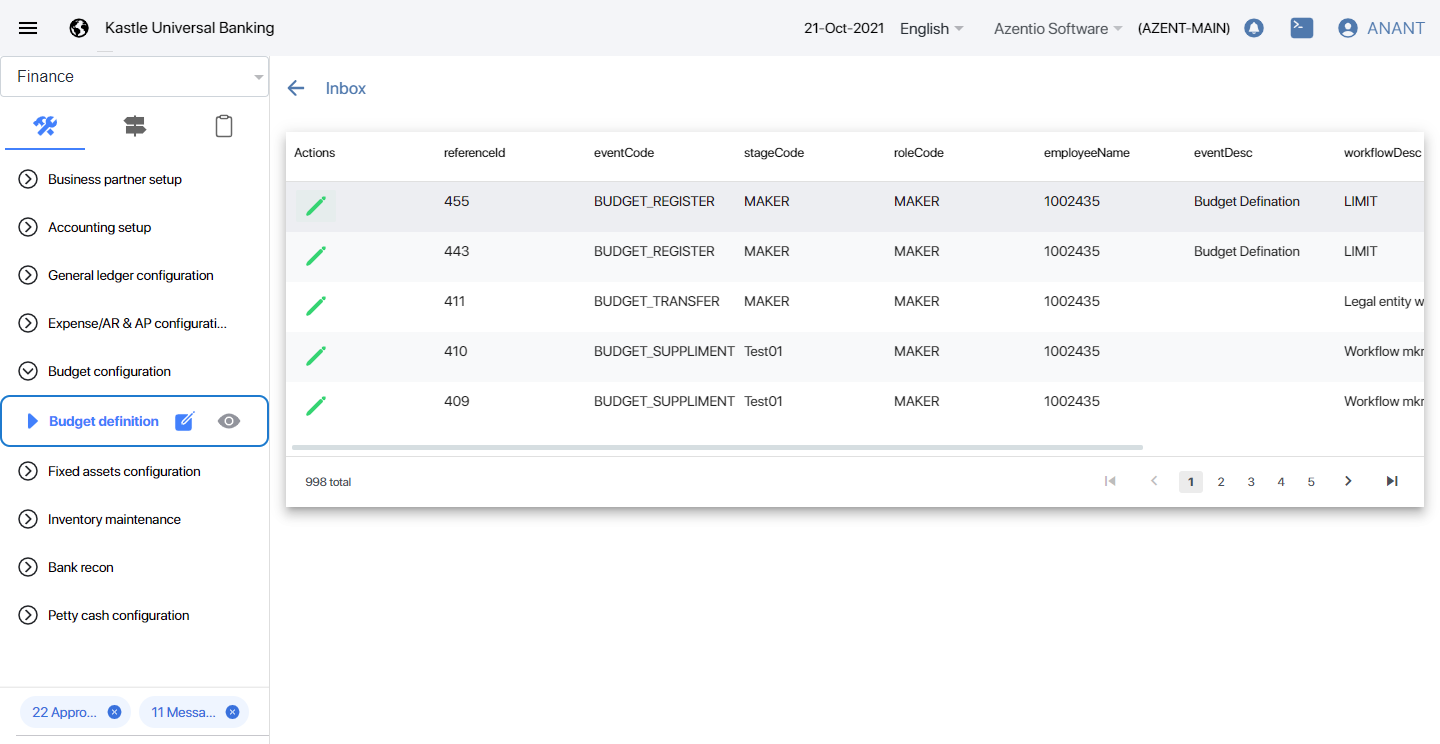 Kastle Universal Banking
21-Oct-2021 English Azentio Software (AZENT-MAIN) ANANT
Finance
Business partner setup
Accounting setup
General ledger configuration
Expense/AR & AP configurati...
Budget configuration
Budget definition
Fixed assets configuration
Inventory maintenance
Bank recon
Petty cash configuration
22 Appro... 11 Messa...
Inbox
Actions referenceId eventCode stageCode roleCode employeeName eventDesc workflowDesc
455 BUDGET_REGISTER MAKER MAKER 1002435 Budget Defination LIMIT
443 BUDGET_REGISTER MAKER MAKER 1002435 Budget Defination LIMIT
411 BUDGET_TRANSFER MAKER MAKER 1002435 Legal entity w
410 BUDGET_SUPPLIMENT Test01 MAKER 1002435 Workflow mkr
409 BUDGET_SUPPLIMENT Test01 MAKER 1002435 Workflow mkr
998 total 1 2 3 4 5